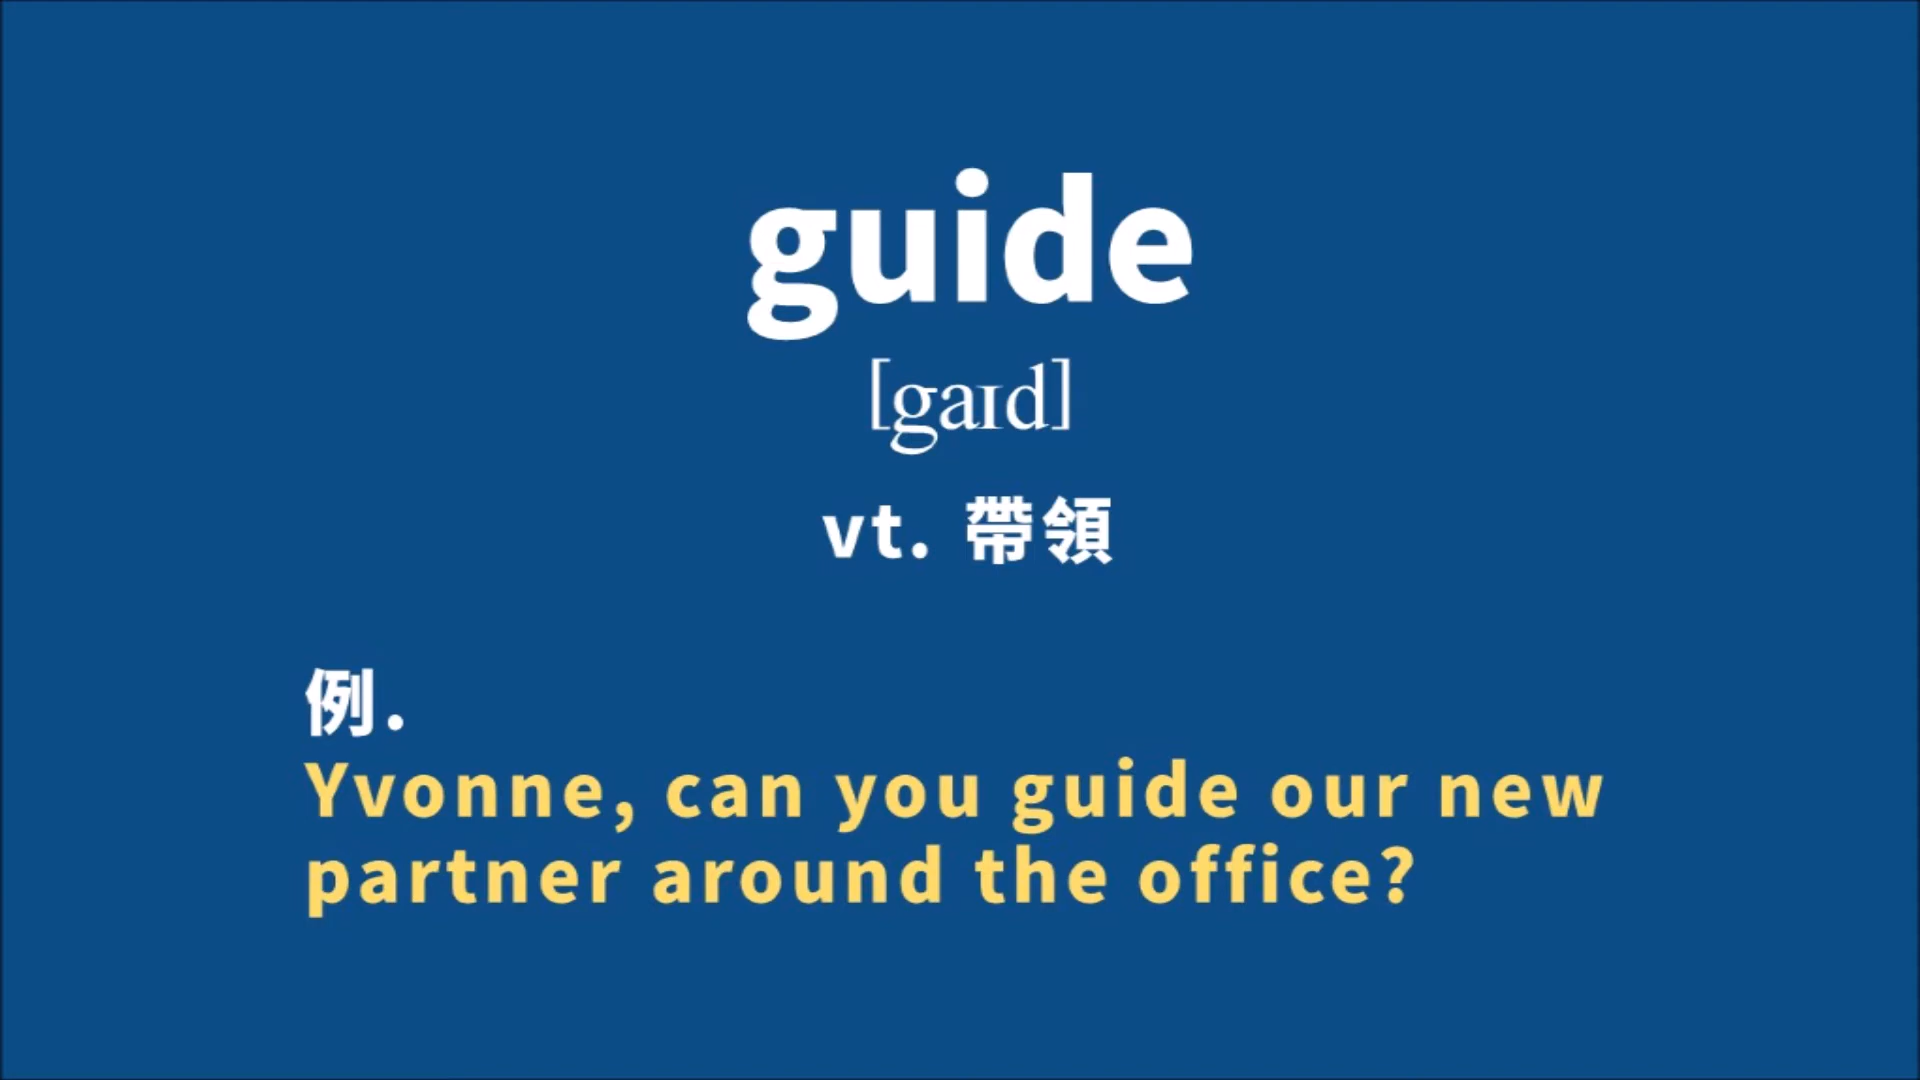 guide
[gaɪd]
vt. 帶領
例.
Yvonne, can you guide our new
partner around the office?